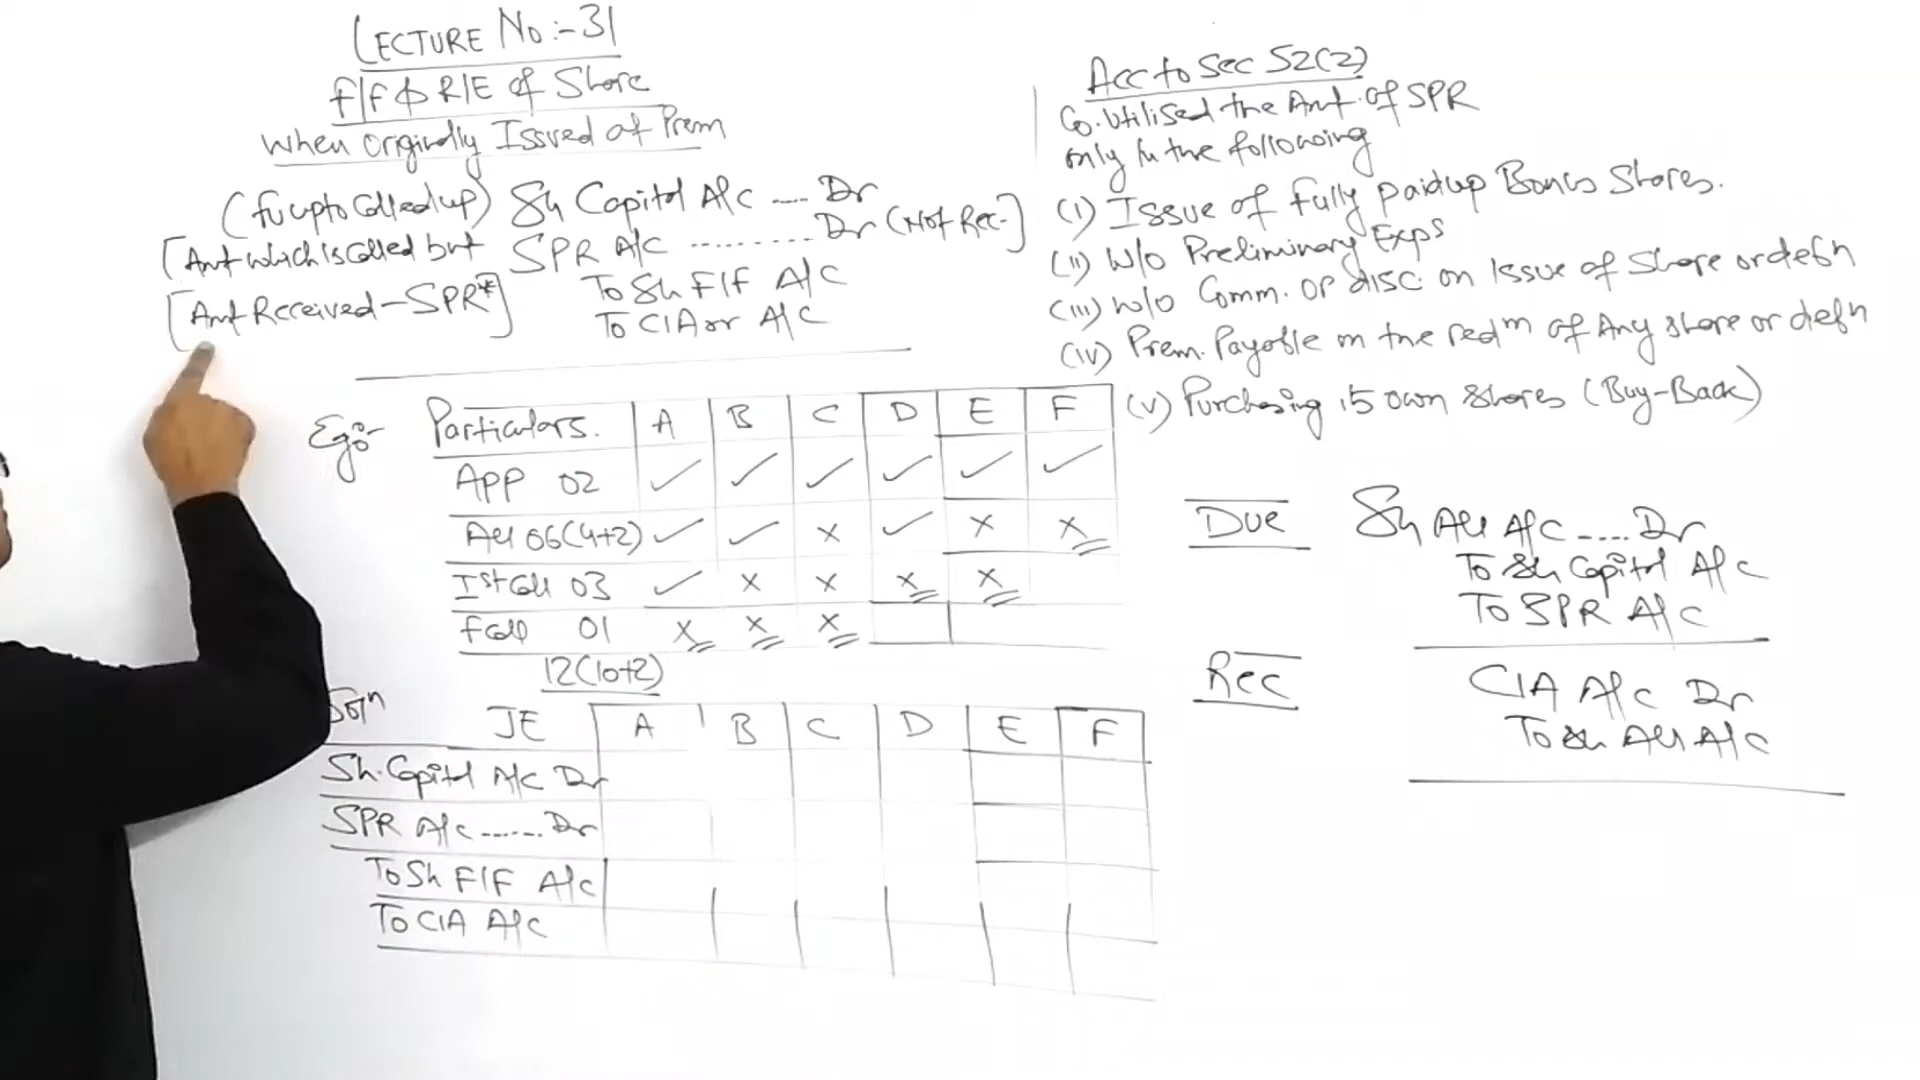 LECTURE No:-31
F/F & R/E of Share
When Originally Issued at Prem
(FV upto Called up) Sh Capital A/c .... Dr
[Amt which is called but SPR A/c .......... Dr (Not Rec.]
[Amt Received - SPR*] To Sh F/F A/c
To CIA or A/c
Eg:-
Particulars. A B C D E F
APP 02 ✓ ✓ ✓ ✓ ✓ ✓
All 06(4+2) ✓ ✓ × ✓ × ×
Ist Call 03 ✓ × × × ×
F Call 01 × × ×
12(10+2)
Soln JE A B C D E F
Sh. Capital A/c Dr
SPR A/c ....... Dr
To Sh F/F A/c
To CIA A/c
Acc to Sec 52(2)
Co. Utilised the Amt. of SPR
only in the following
(i) Issue of fully paidup Bonus Shares.
(ii) W/o Preliminary Exps
(iii) W/o Comm. or disc. on Issue of Share or debn
(iv) Prem. Payable on the redm of Any share or debn
(v) Purchasing its own shares (Buy-Back)
Due Sh All A/c .... Dr
To Sh Capital A/c
To SPR A/c
Rec CIA A/c Dr
To Sh All A/c